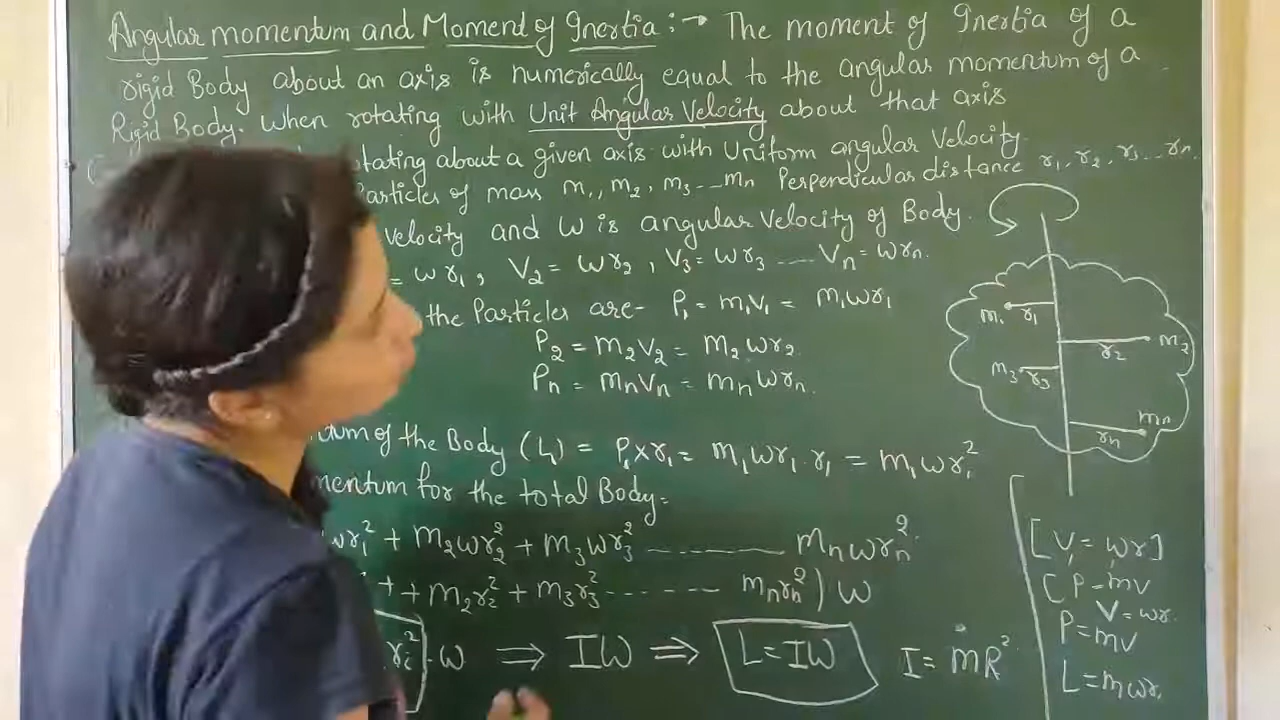 Angular momentum and Moment of Inertia :→ The moment of Inertia of a
rigid Body about an axis is numerically equal to the angular momentum of a
Rigid Body. when rotating with Unit Angular Velocity about that axis
rotating about a given axis with Uniform angular Velocity.
Particles of mass m₁, m₂, m₃ --- mn Perpendicular distance r₁, r₂, r₃ --- rn.
velocity and ω is angular Velocity of Body.
= ωr₁, V₂ = ωr₂, V₃ = ωr₃ ---- Vn = ωrn.
the Particles are- P₁ = m₁V₁ = m₁ωr₁
P₂ = m₂V₂ = m₂ωr₂
Pn = mnVn = mnωrn.
m₁ r₁
r₂ m₂
m₃ r₃
rn mn
of the Body (L₁) = P₁×r₁ = m₁ωr₁.r₁ = m₁ωr₁²
for the total Body-
ωr₁² + m₂ωr₂² + m₃ωr₃² -------- mnωrn²
+ + m₂r₂² + m₃r₃² ------ mnrn²) ω
rᵢ² . ω ⇒ Iω ⇒ L = Iω I = mR²
[V₁ = ωr]
(P = mv
V = ωr.
P = mv
L = mωr.